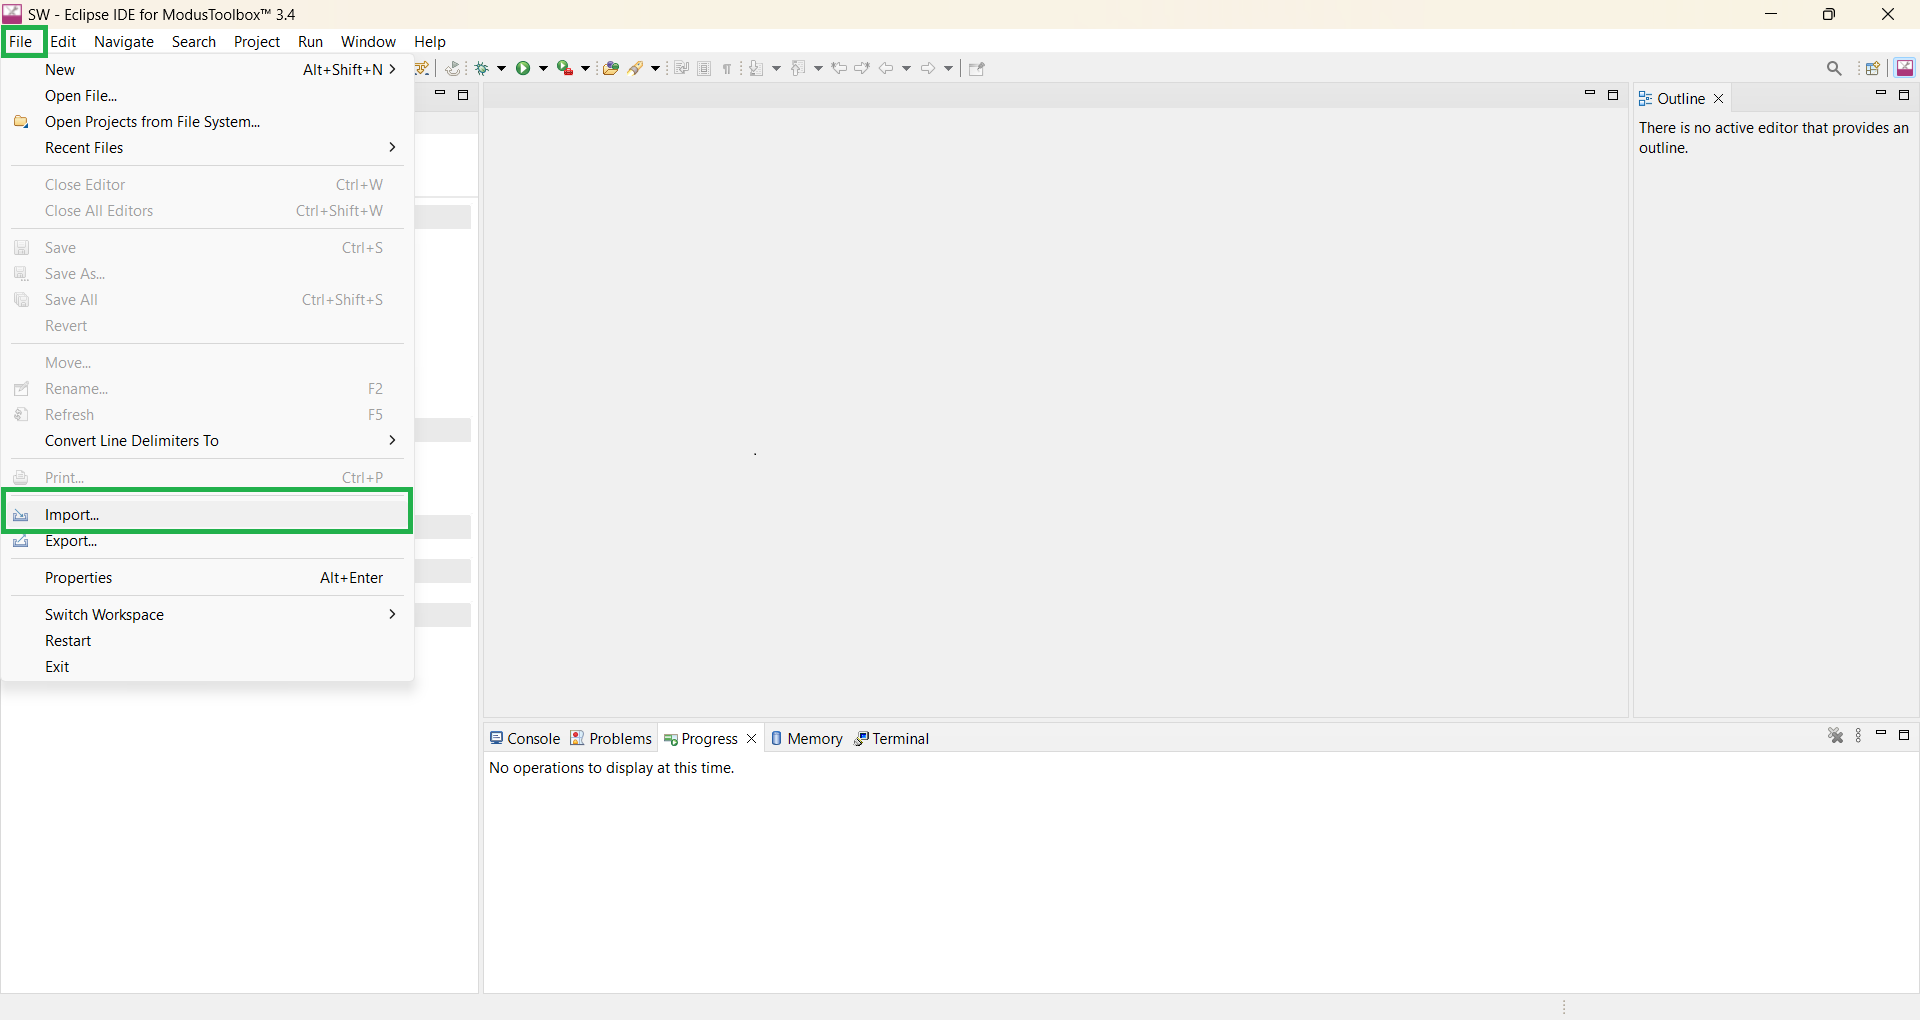 SW - Eclipse IDE for ModusToolbox™ 3.4
File Edit Navigate Search Project Run Window Help
New Alt+Shift+N
Open File...
Open Projects from File System...
Recent Files
Close Editor Ctrl+W
Close All Editors Ctrl+Shift+W
Save Ctrl+S
Save As...
Save All Ctrl+Shift+S
Revert
Move...
Rename... F2
Refresh F5
Convert Line Delimiters To
Print... Ctrl+P
Import...
Export...
Properties Alt+Enter
Switch Workspace
Restart
Exit
Outline
There is no active editor that provides an
outline.
Console Problems Progress Memory Terminal
No operations to display at this time.